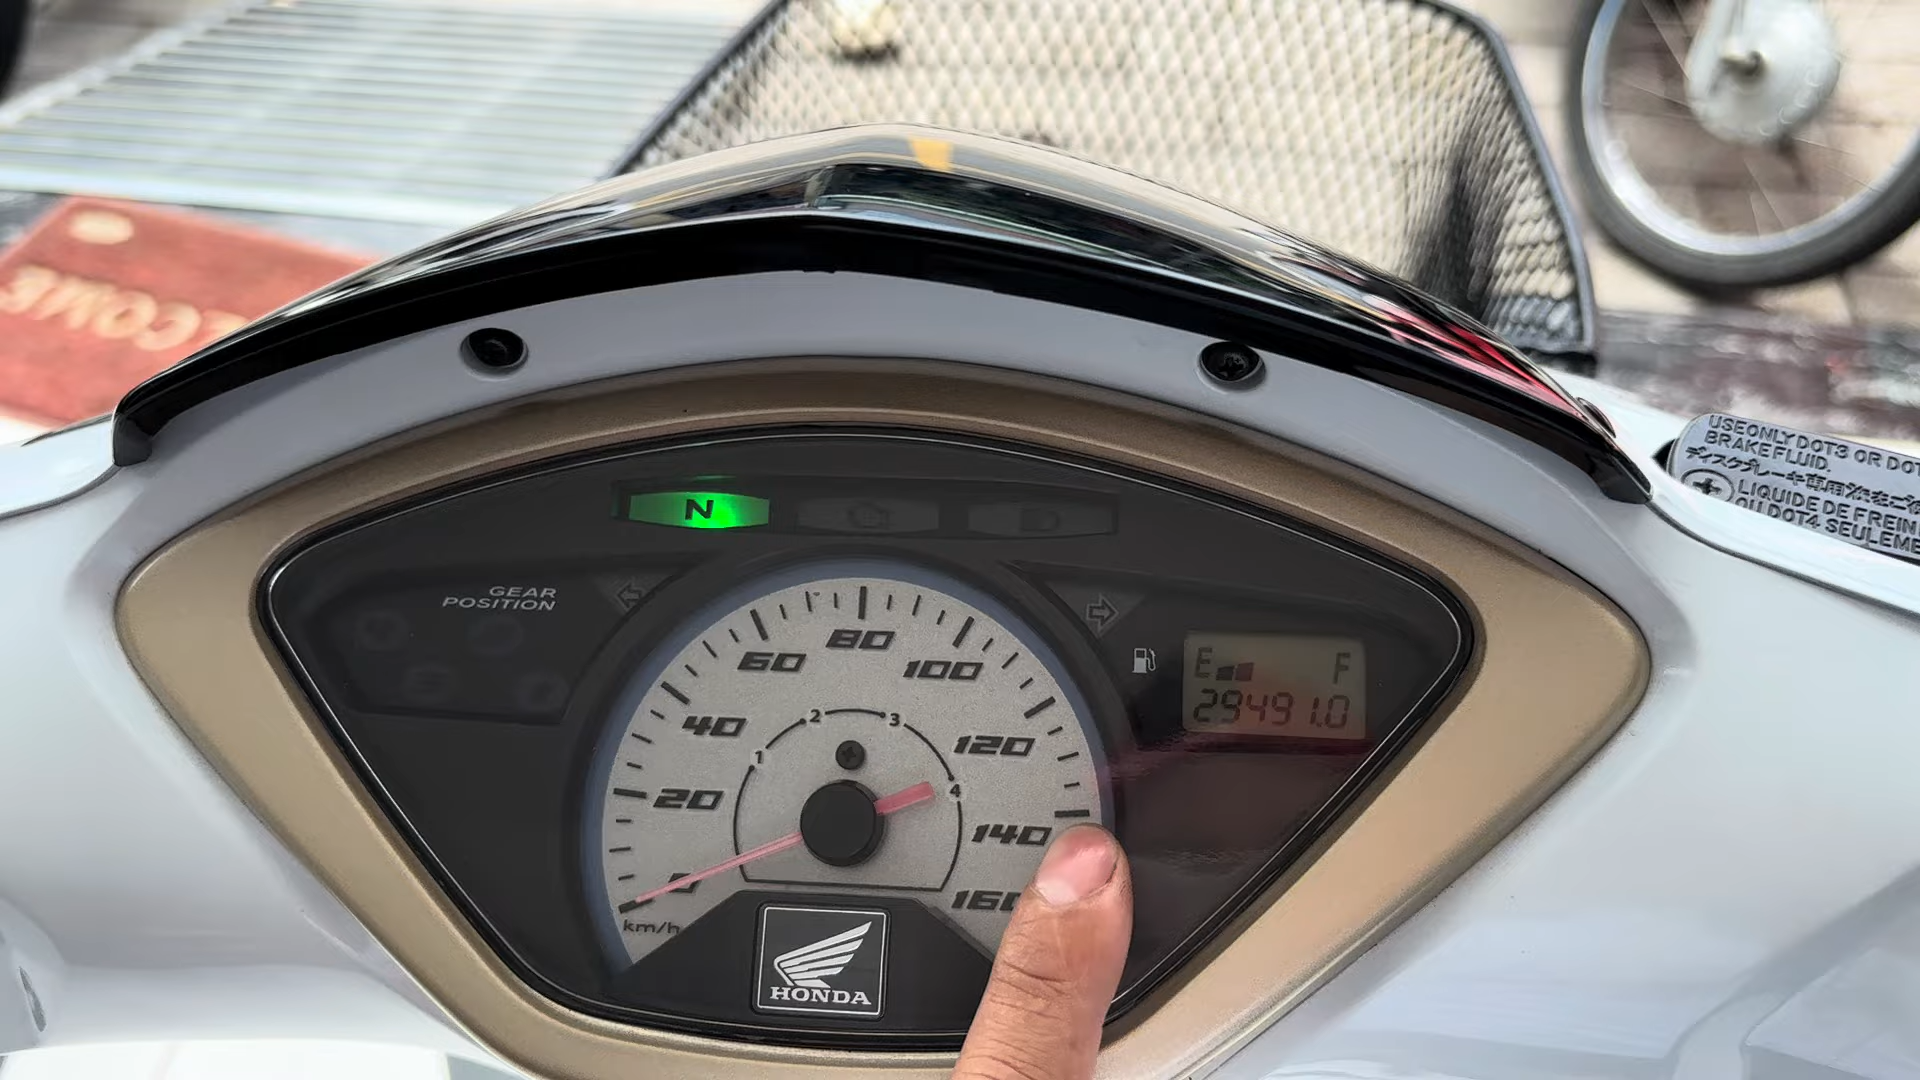 WELCOME
USE ONLY DOT3 OR DOT
BRAKE FLUID.
LIQUIDE DE FREIN
OU DOT4 SEULEME
N
GEAR
POSITION
80
60
100
40
120
20
140
0
160
1
2
3
4
E F
29491.0
km/h
HONDA